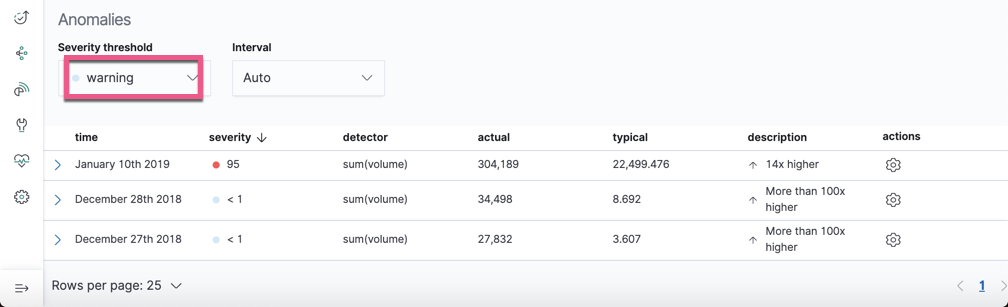 Anomalies
Severity threshold Interval
warning Auto
time severity detector actual typical description actions
January 10th 2019 95 sum(volume) 304,189 22,499.476 14x higher
December 28th 2018 < 1 sum(volume) 34,498 8.692 More than 100x
higher
December 27th 2018 < 1 sum(volume) 27,832 3.607 More than 100x
higher
Rows per page: 25 1